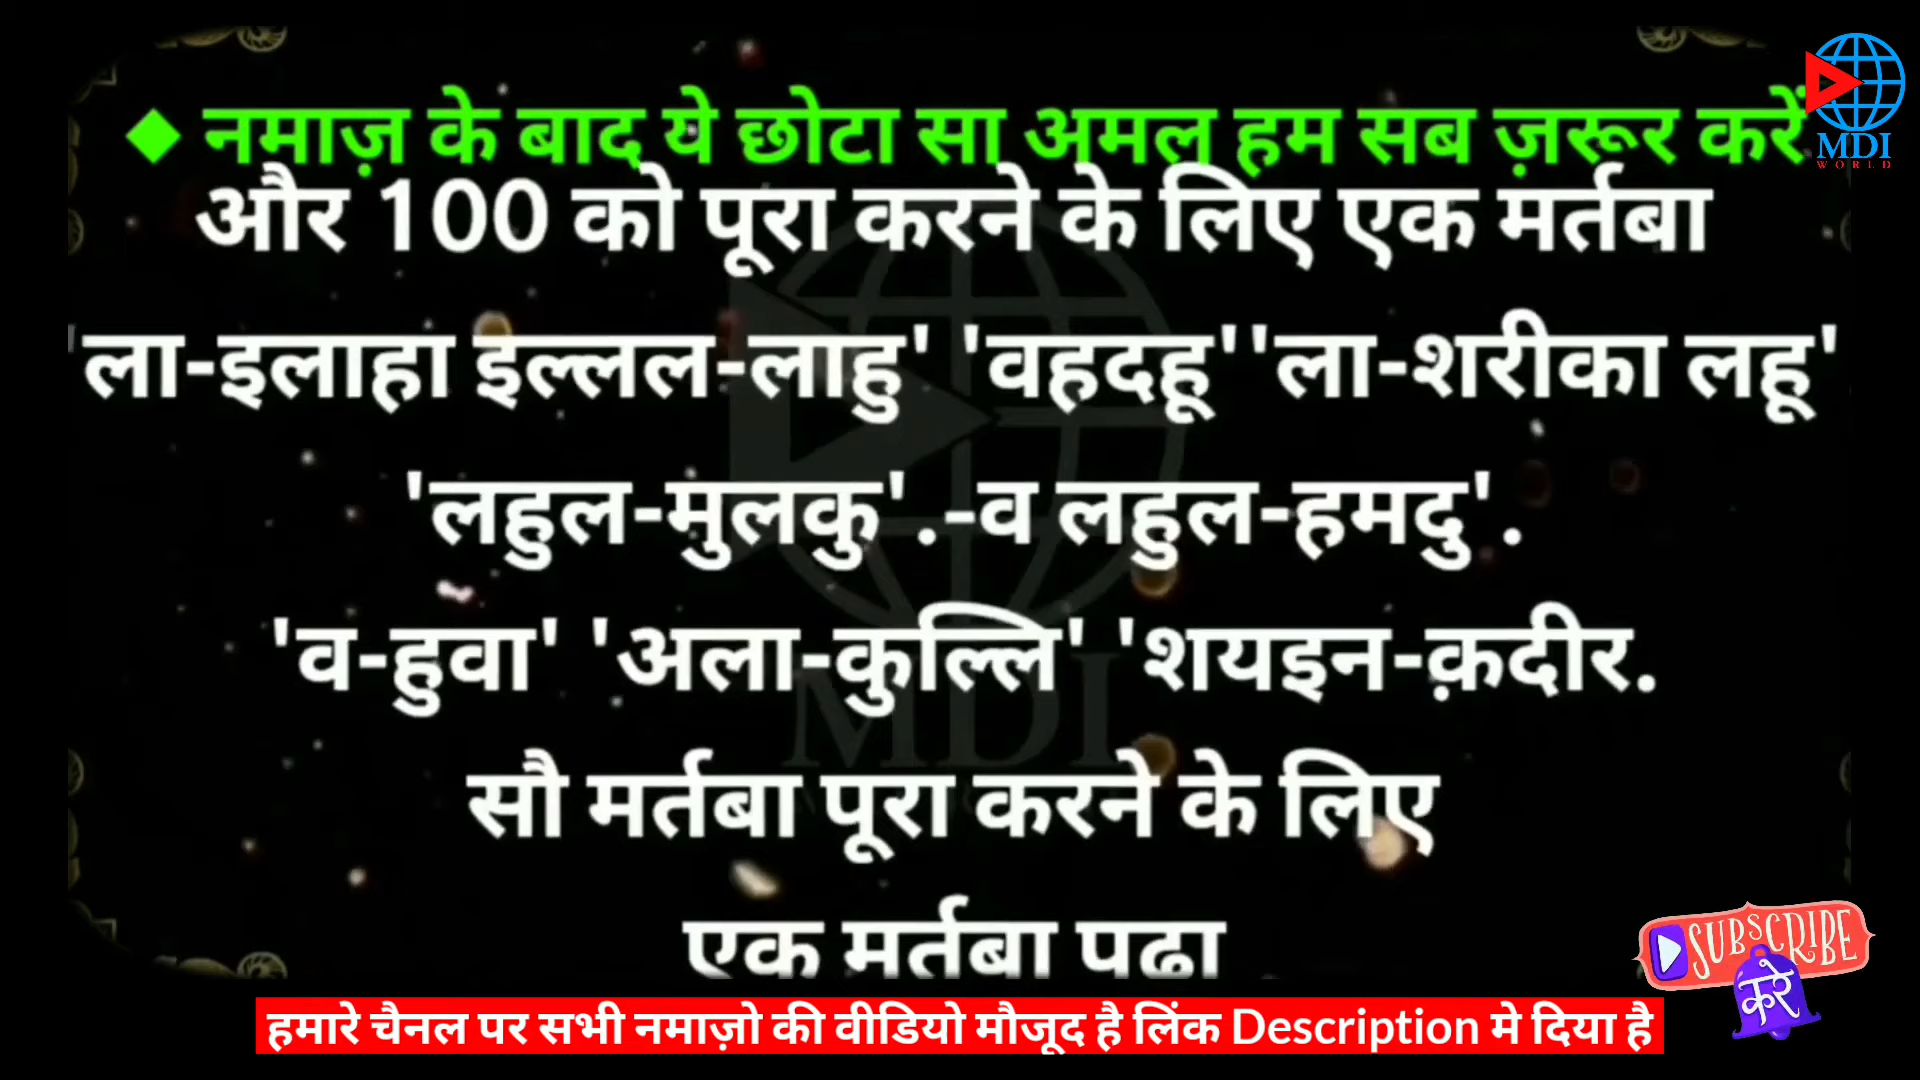 ◆ नमाज़ के बाद ये छोटा सा अमल हम सब ज़रूर करें
और 100 को पूरा करने के लिए एक मर्तबा
'ला-इलाहा इल्लल-लाहु' 'वहदहू''ला-शरीका लहू'
'लहुल-मुलकु'.-व लहुल-हमदु'.
'व-हुवा' 'अला-कुल्लि' 'शयइन-क़दीर.
सौ मर्तबा पूरा करने के लिए
एक मर्तबा पढ़ा
MDI
WORLD
MDI
SUBSCRIBE
करे
हमारे चैनल पर सभी नमाज़ो की वीडियो मौजूद है लिंक Description मे दिया है